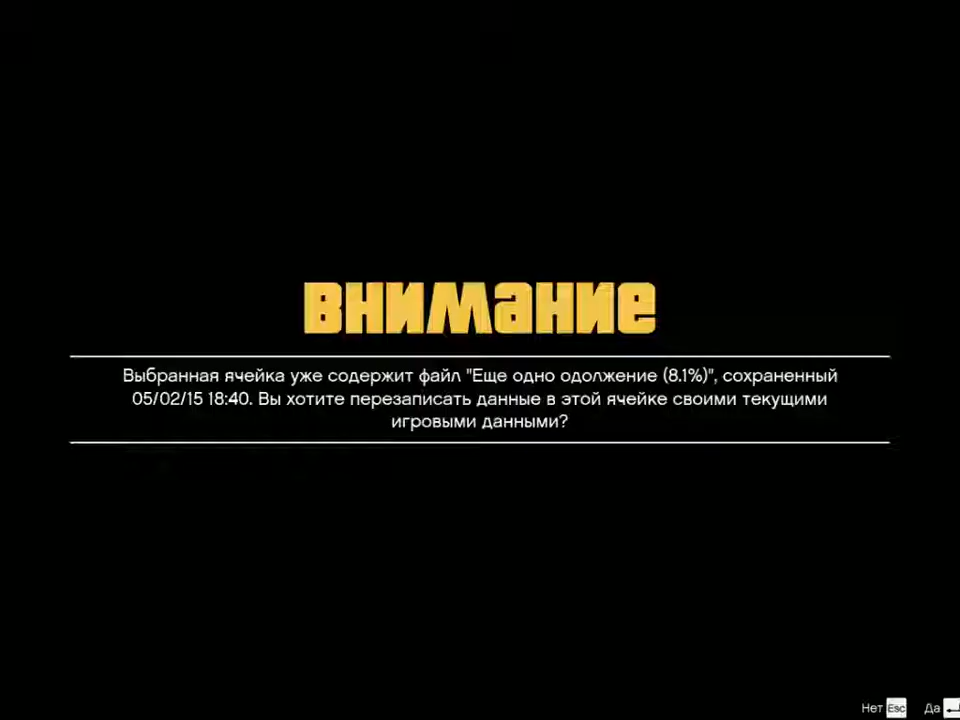 внимание
Выбранная ячейка уже содержит файл "Еще одно одолжение (8.1%)", сохраненный
05/02/15 18:40. Вы хотите перезаписать данные в этой ячейке своими текущими
игровыми данными?
Нет Esc Да